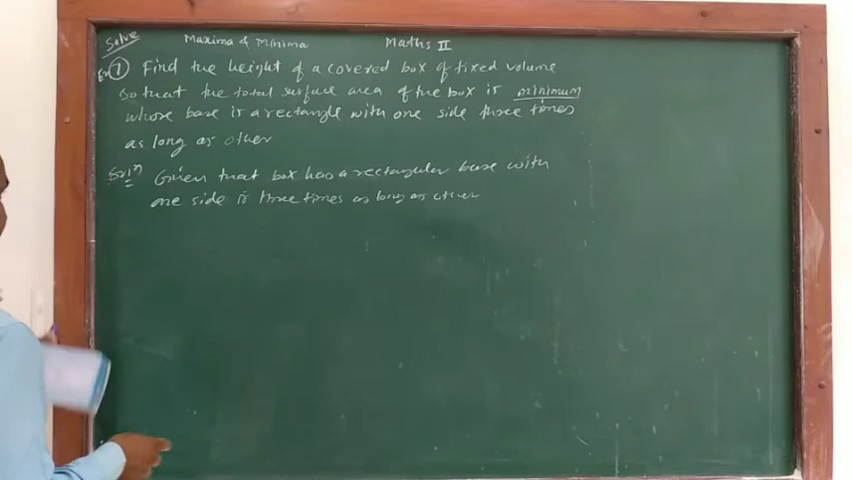 Solve
Maxima & Minima Maths II
Ex 7 Find the height of a covered box of fixed volume
so that the total surface area of the box is minimum
whose base is a rectangle with one side three times
as long as other
Sol^n Given that box has a rectangular base with
one side is three times as long as other